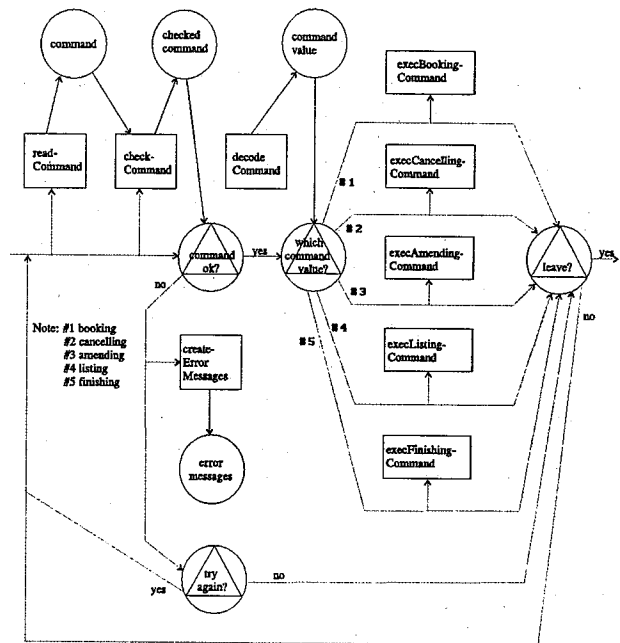 command
checked
command
command
value
execBooking-
Command
read-
Command
check-
Command
decode
Command
execCancelling-
Command
#1
#2
command
ok?
yes
which
command
value?
execAmending-
Command
leave?
yes
no
#3
no
Note: #1 booking
#2 cancelling
#3 amending
#4 listing
#5 finishing
create-
Error
Messages
#5
#4
execListing-
Command
error
messages
execFinishing-
Command
yes
try
again?
no